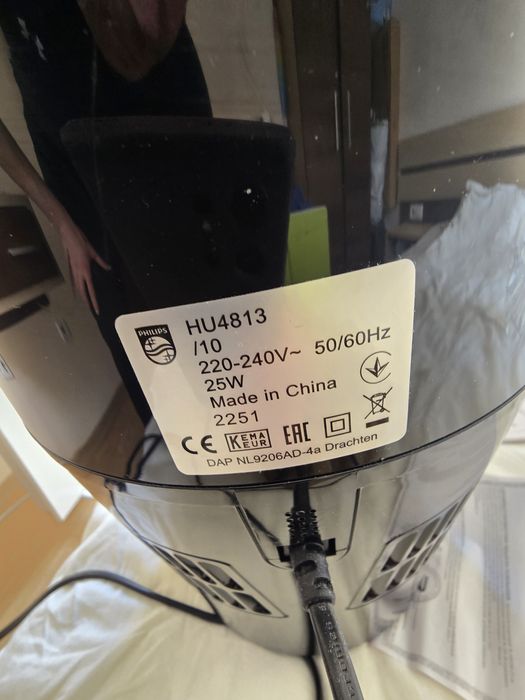 PHILIPS
HU4813
/10
220-240V~ 50/60Hz
25W
Made in China
2251
CE KEMA EUR EAC
DAP NL9206AD-4a Drachten